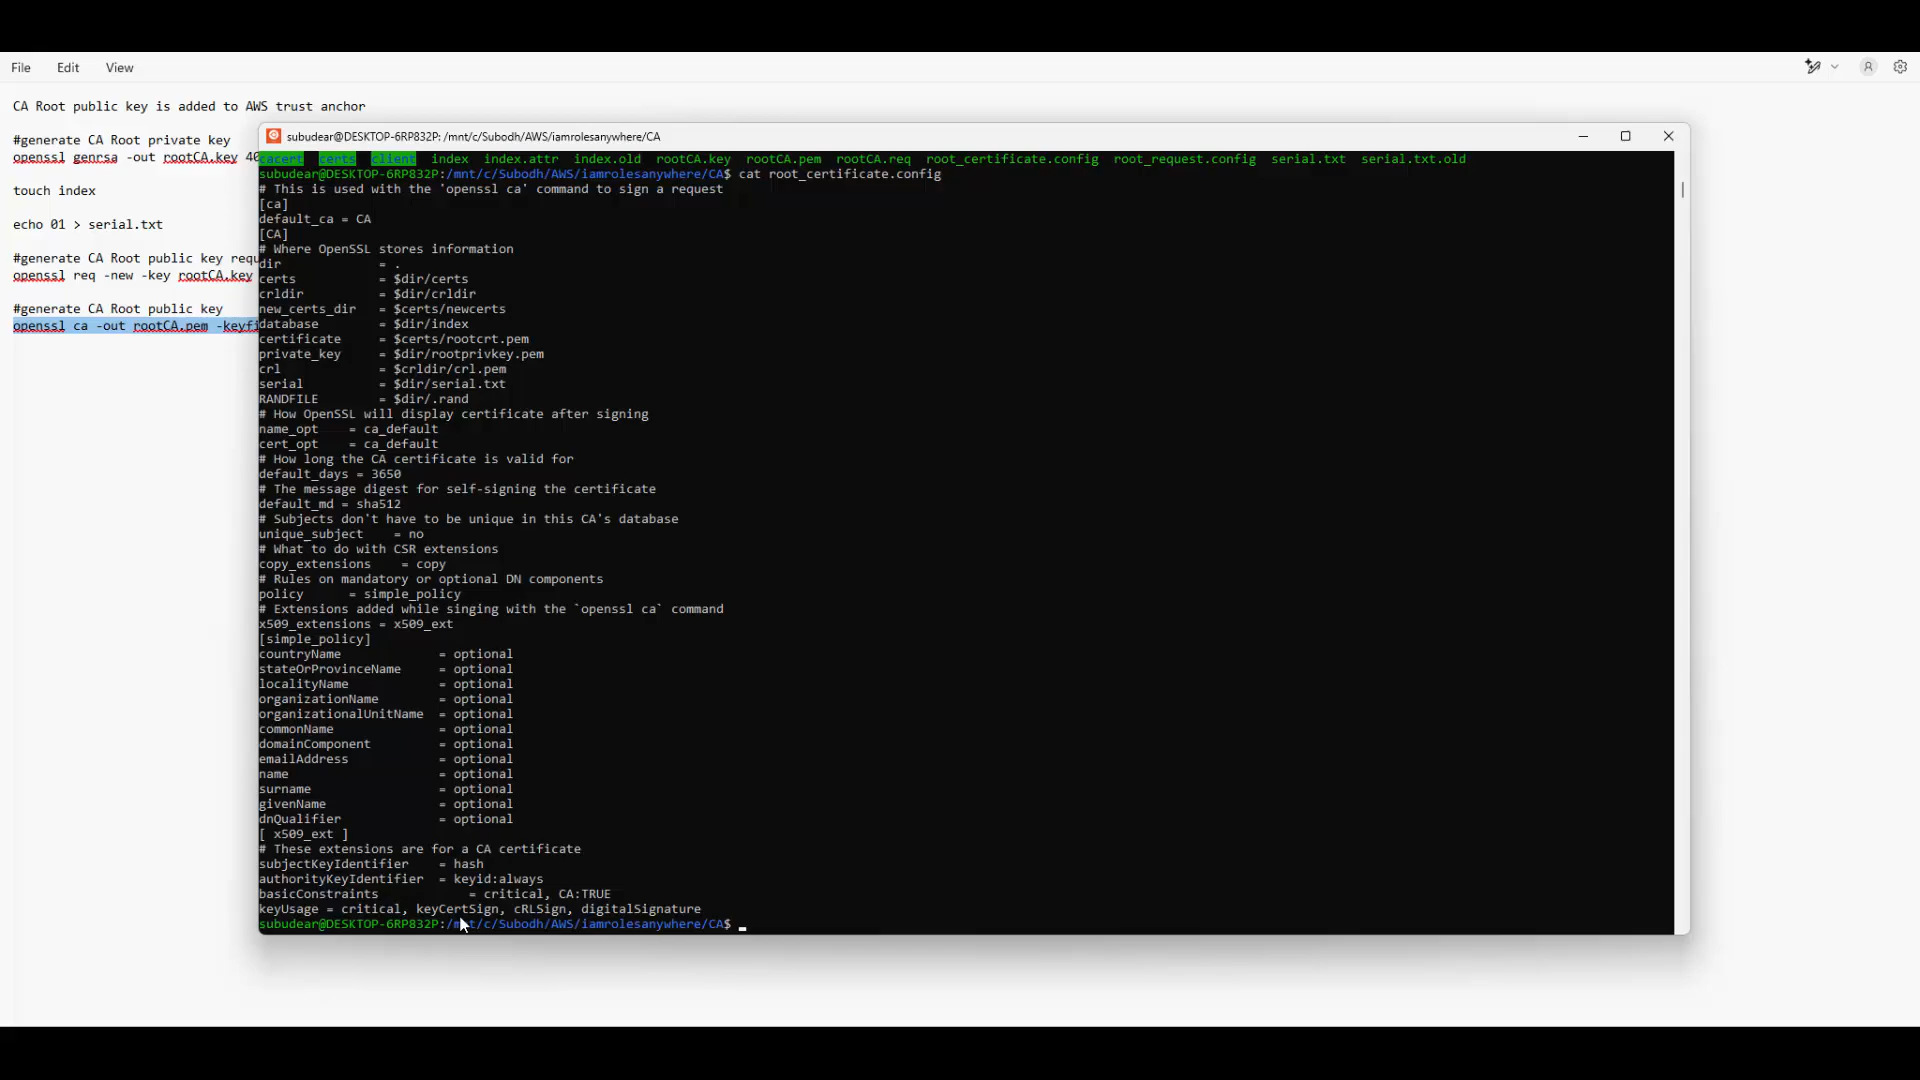 File Edit View
CA Root public key is added to AWS trust anchor
#generate CA Root private key
openssl genrsa -out rootCA.key 40
touch index
echo 01 > serial.txt
#generate CA Root public key requ
openssl req -new -key rootCA.key
#generate CA Root public key
openssl ca -out rootCA.pem -keyfi
subudear@DESKTOP-6RP832P: /mnt/c/Subodh/AWS/iamrolesanywhere/CA
cacert certs client index index.attr index.old rootCA.key rootCA.pem rootCA.req root_certificate.config root_request.config serial.txt serial.txt.old
subudear@DESKTOP-6RP832P:/mnt/c/Subodh/AWS/iamrolesanywhere/CA$ cat root_certificate.config
# This is used with the `openssl ca` command to sign a request
[ca]
default_ca = CA
[CA]
# Where OpenSSL stores information
dir = .
certs = $dir/certs
crldir = $dir/crldir
new_certs_dir = $certs/newcerts
database = $dir/index
certificate = $certs/rootcrt.pem
private_key = $dir/rootprivkey.pem
crl = $crldir/crl.pem
serial = $dir/serial.txt
RANDFILE = $dir/.rand
# How OpenSSL will display certificate after signing
name_opt = ca_default
cert_opt = ca_default
# How long the CA certificate is valid for
default_days = 3650
# The message digest for self-signing the certificate
default_md = sha512
# Subjects don't have to be unique in this CA's database
unique_subject = no
# What to do with CSR extensions
copy_extensions = copy
# Rules on mandatory or optional DN components
policy = simple_policy
# Extensions added while singing with the `openssl ca` command
x509_extensions = x509_ext
[simple_policy]
countryName = optional
stateOrProvinceName = optional
localityName = optional
organizationName = optional
organizationalUnitName = optional
commonName = optional
domainComponent = optional
emailAddress = optional
name = optional
surname = optional
givenName = optional
dnQualifier = optional
[ x509_ext ]
# These extensions are for a CA certificate
subjectKeyIdentifier = hash
authorityKeyIdentifier = keyid:always
basicConstraints = critical, CA:TRUE
keyUsage = critical, keyCertSign, cRLSign, digitalSignature
subudear@DESKTOP-6RP832P:/mnt/c/Subodh/AWS/iamrolesanywhere/CA$